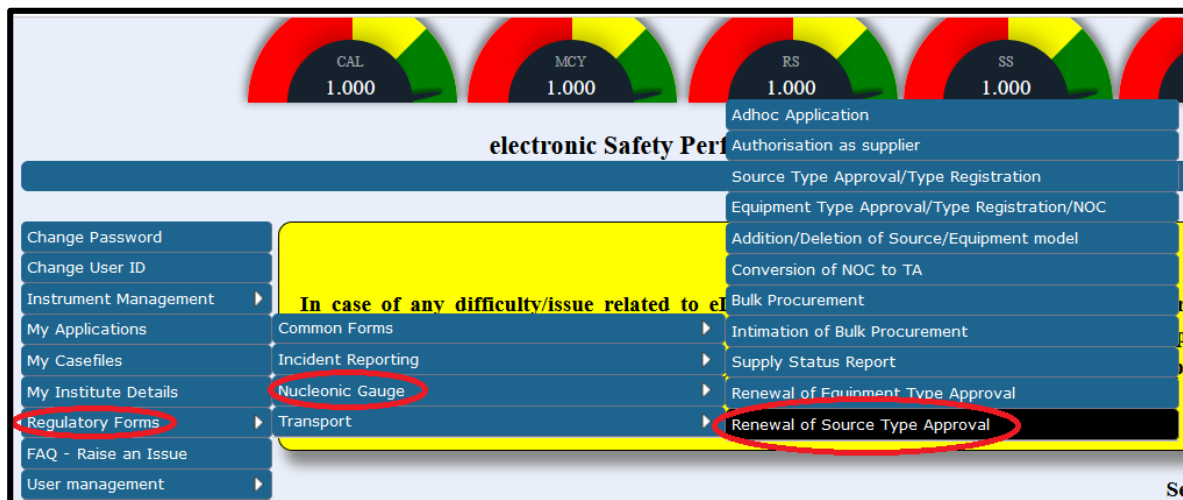 CAL
1.000
MCY
1.000
RS
1.000
SS
1.000
electronic Safety Perf
Change Password
Change User ID
Instrument Management
My Applications
My Casefiles
My Institute Details
Regulatory Forms
FAQ - Raise an Issue
User management
In case of any difficulty/issue related to
Common Forms
Incident Reporting
Nucleonic Gauge
Transport
Adhoc Application
Authorisation as supplier
Source Type Approval/Type Registration
Equipment Type Approval/Type Registration/NOC
Addition/Deletion of Source/Equipment model
Conversion of NOC to TA
Bulk Procurement
Intimation of Bulk Procurement
Supply Status Report
Renewal of Equipment Type Approval
Renewal of Source Type Approval
Se